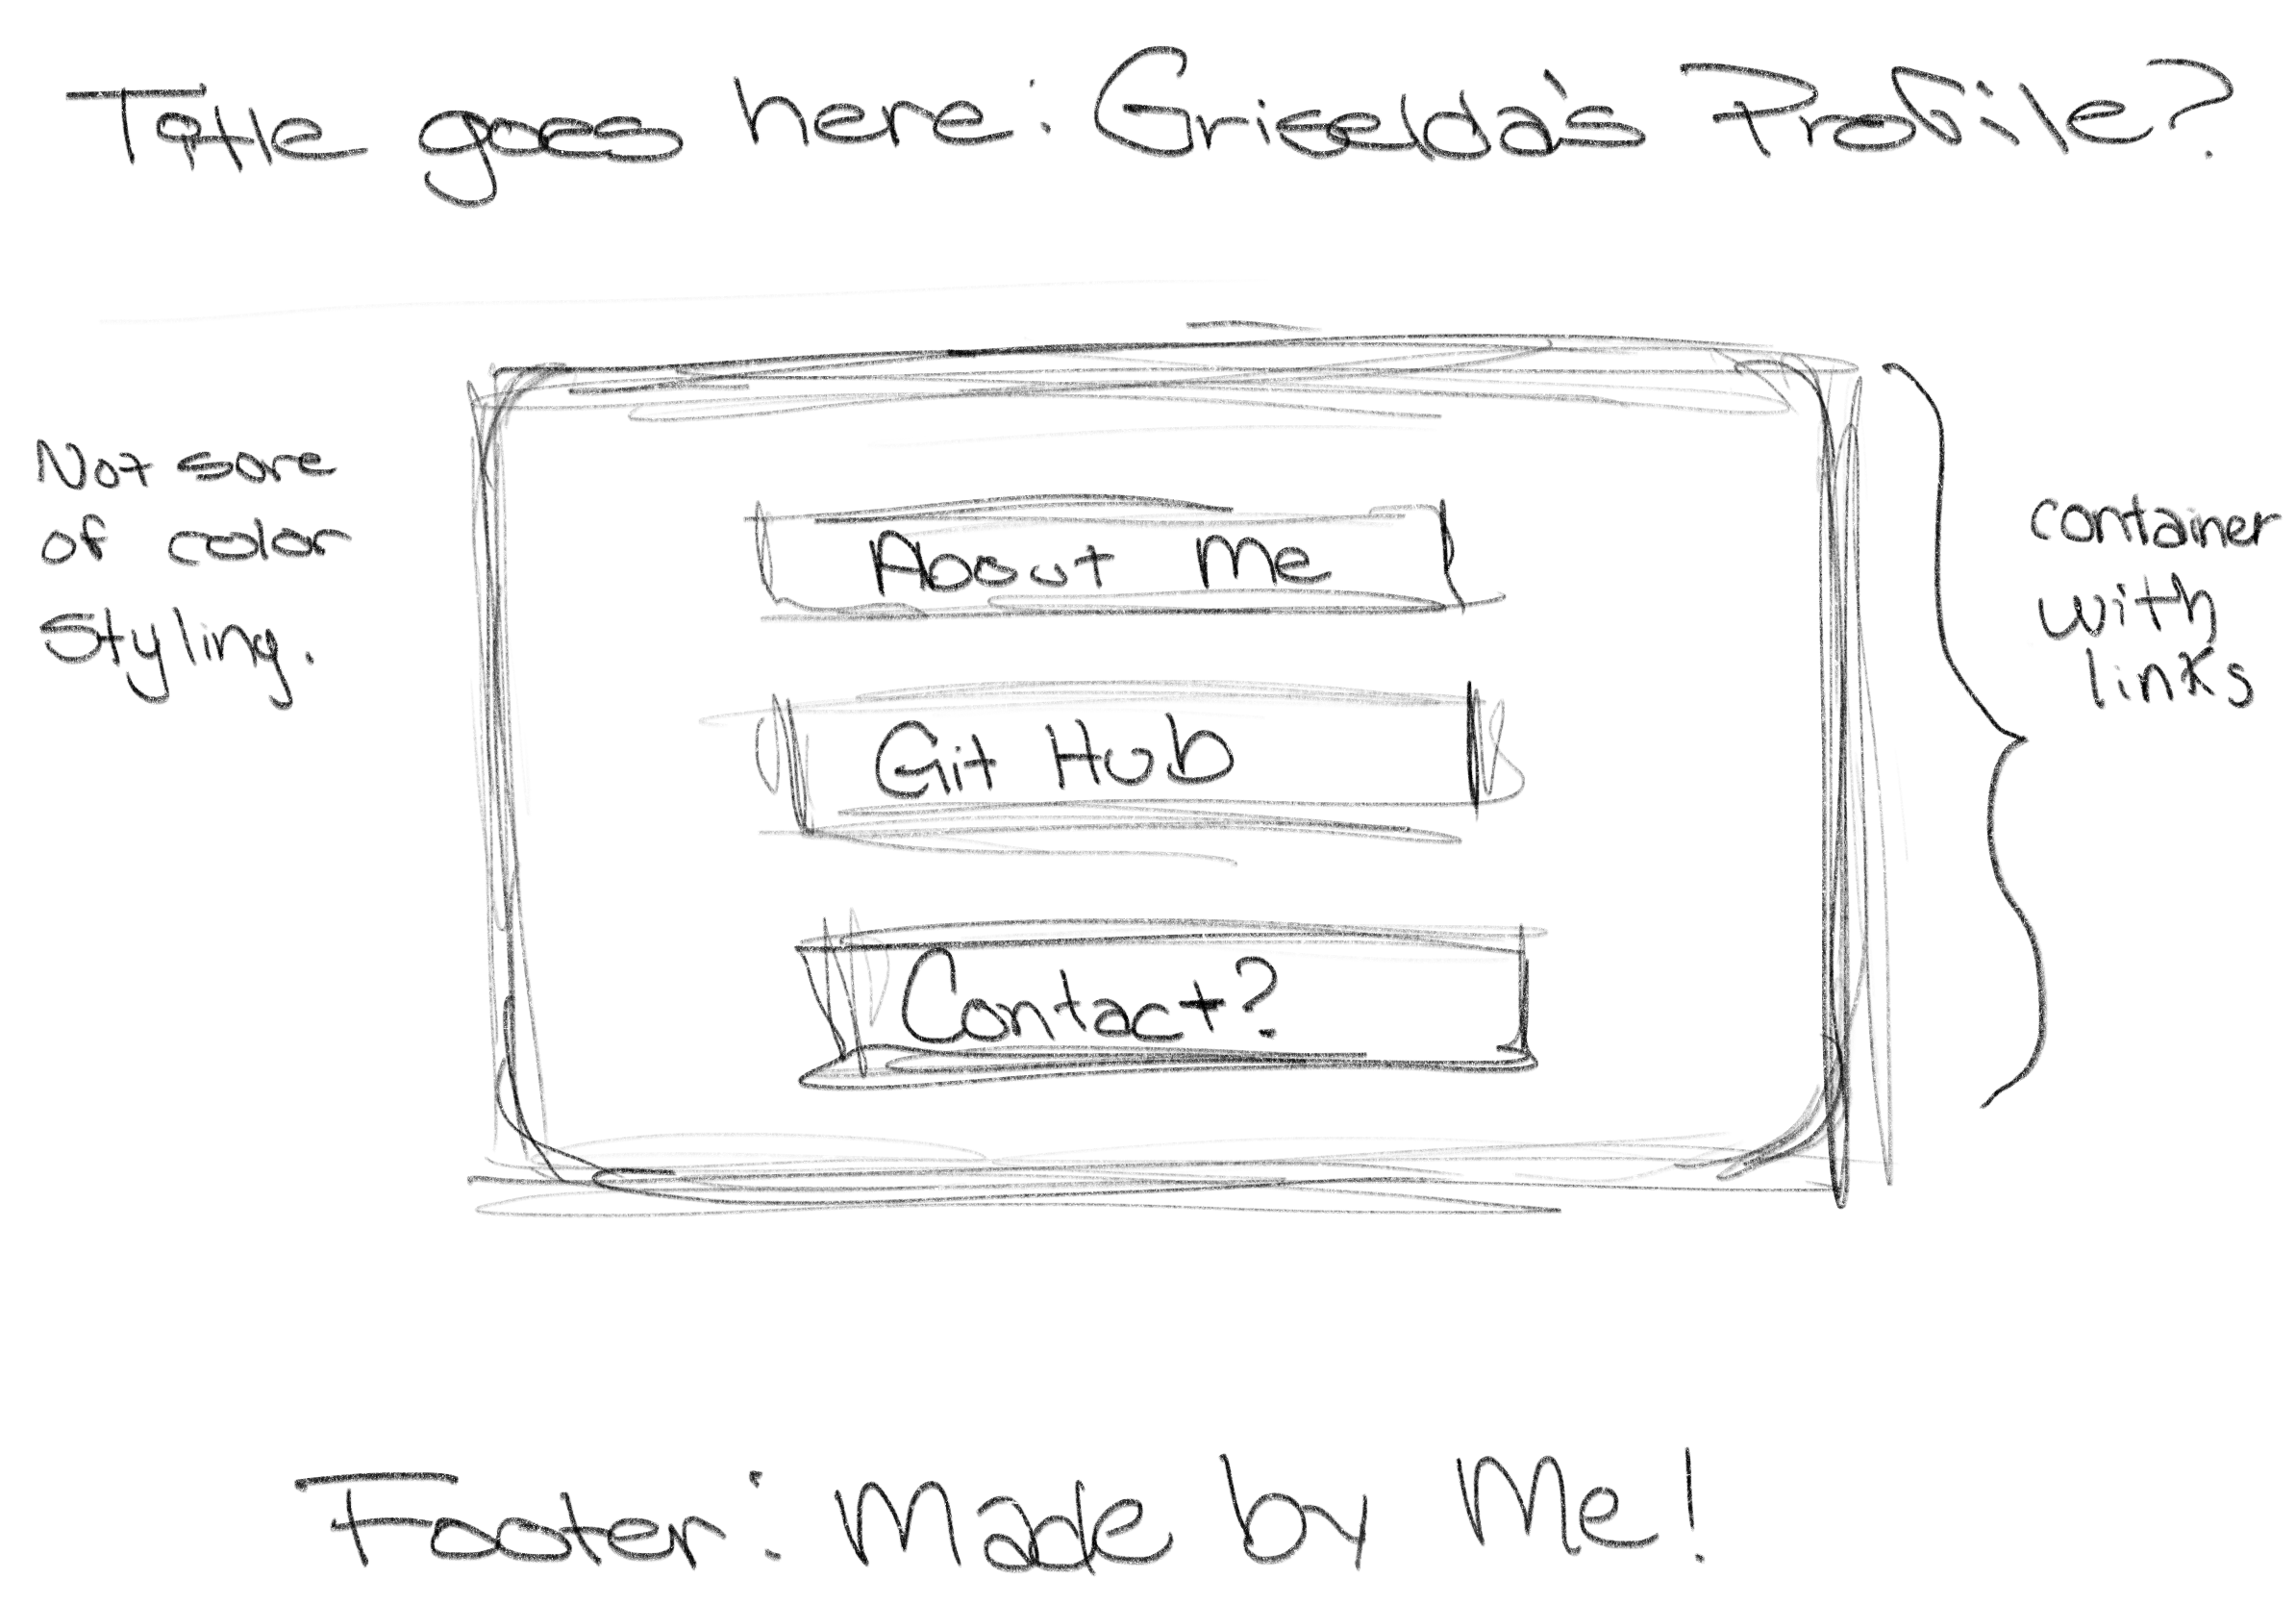 Title goes here: Griselda's Profile?
Not sure
of color
Styling.
About Me
Git Hub
Contact?
container
with
links
Footer: Made by Me!